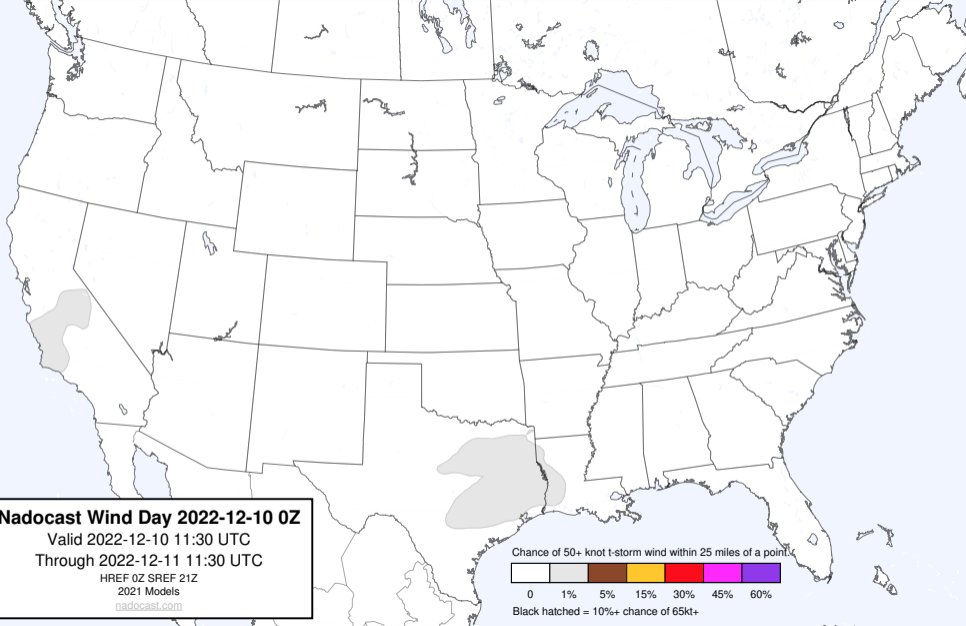 Nadocast Wind Day 2022-12-10 0Z
Valid 2022-12-10 11:30 UTC
Through 2022-12-11 11:30 UTC
HREF 0Z SREF 21Z
2021 Models
nadocast.com
Chance of 50+ knot t-storm wind within 25 miles of a point.
0 1% 5% 15% 30% 45% 60%
Black hatched = 10%+ chance of 65kt+